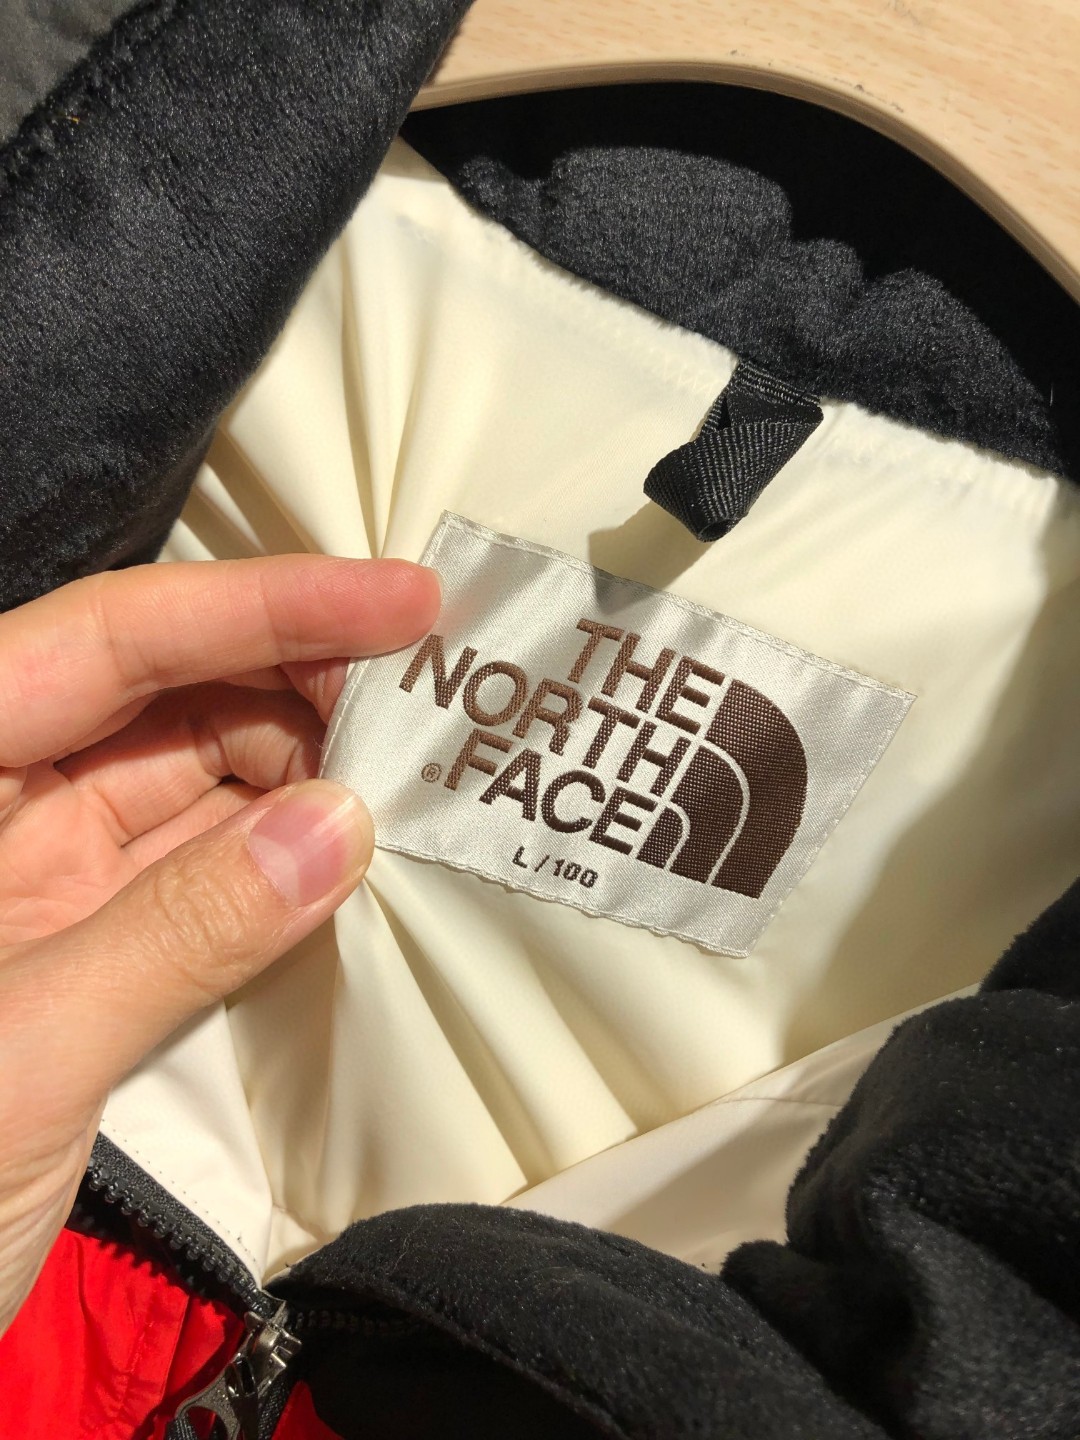 THE
NORTH
® FACE
L / 100